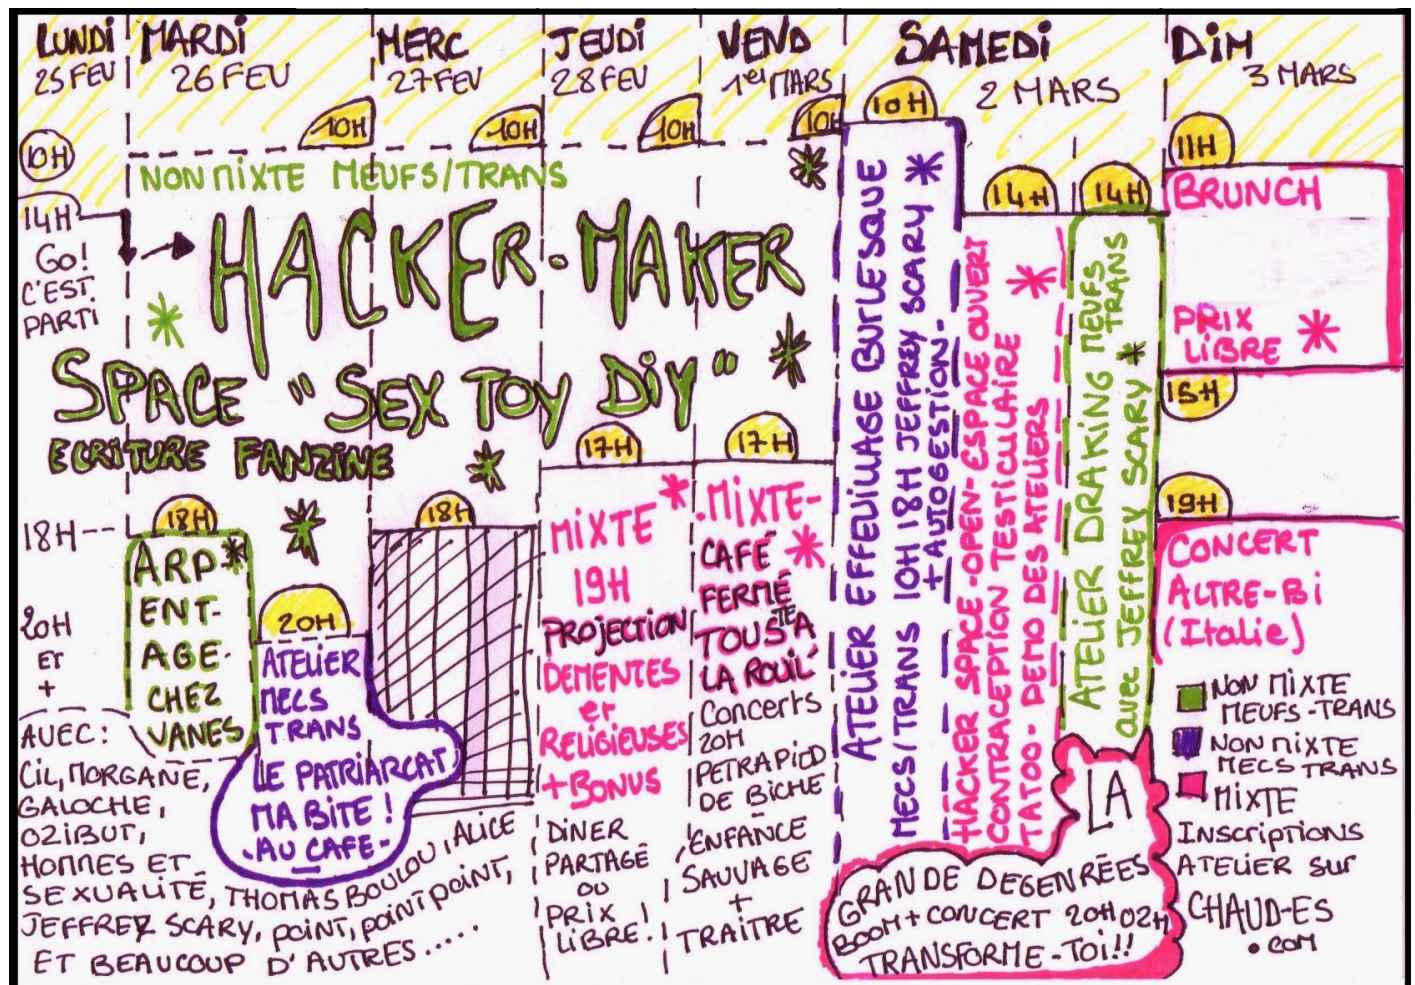 LUNDI
25 FEV
MARDI
26 FEV
MERC
27 FEV
JEUDI
28 FEV
VEND
1er MARS
SAMEDI
2 MARS
DIM
3 MARS
10H
10H
10H
10H
10H
10H
14H
Go!
C'EST
PARTI
NON MIXTE MEUFS/TRANS
HACKER-MAKER
SPACE "SEX TOY DIY"
ECRITURE FANZINE
18H--
20H
ET
+
18H
ARP
ENT-
AGE-
CHEZ
VANES
20H
ATELIER
MECS
TRANS
LE PATRIARCAT
MA BITE !
-AU CAFE-
18H
17H
MIXTE
19H
PROJECTION
DEMENTES
et
RELIGIEUSES
+ BONUS
DINER
PARTAGÉ
OU
PRIX
LIBRE !
17H
.MIXTE-
CAFÉ
FERMÉ
TOUSTE A
LA ROUIL'
Concerts
20H
PETRA PIED
DE BICHE
ENFANCE
SAUVAGE
+
TRAITRE
ATELIER EFFEUILLAGE BURLESQUE
MECS/TRANS 10H 18H JEFFREY SCARY
+ AUTOGESTION-
14H
HACKER SPACE-OPEN-ESPACE OUVERT
CONTRACEPTION TESTICULAIRE
TATOO- DEMO DES ATELIERS
14H
ATELIER DRAKING MEUFS
TRANS
avec JEFFREY SCARY
LA
GRANDE DEGENRÉES
BOOM + CONCERT 20H 02H
TRANSFORME-TOI!!
11H
BRUNCH
PRIX
LIBRE
15H
19H
CONCERT
ALTRE-Bi
(Italie)
NON MIXTE
MEUFS-TRANS
NON MIXTE
MECS TRANS
MIXTE
Inscriptions
ATELIER sur
CHAUD-ES
.com
AVEC:
CIL, MORGANE,
GALOCHE,
OZIBUT,
HOMMES ET
SEXUALITÉ, THOMAS BOULOU, ALICE
JEFFREY SCARY, POINT, POINT POINT,
ET BEAUCOUP D'AUTRES.....